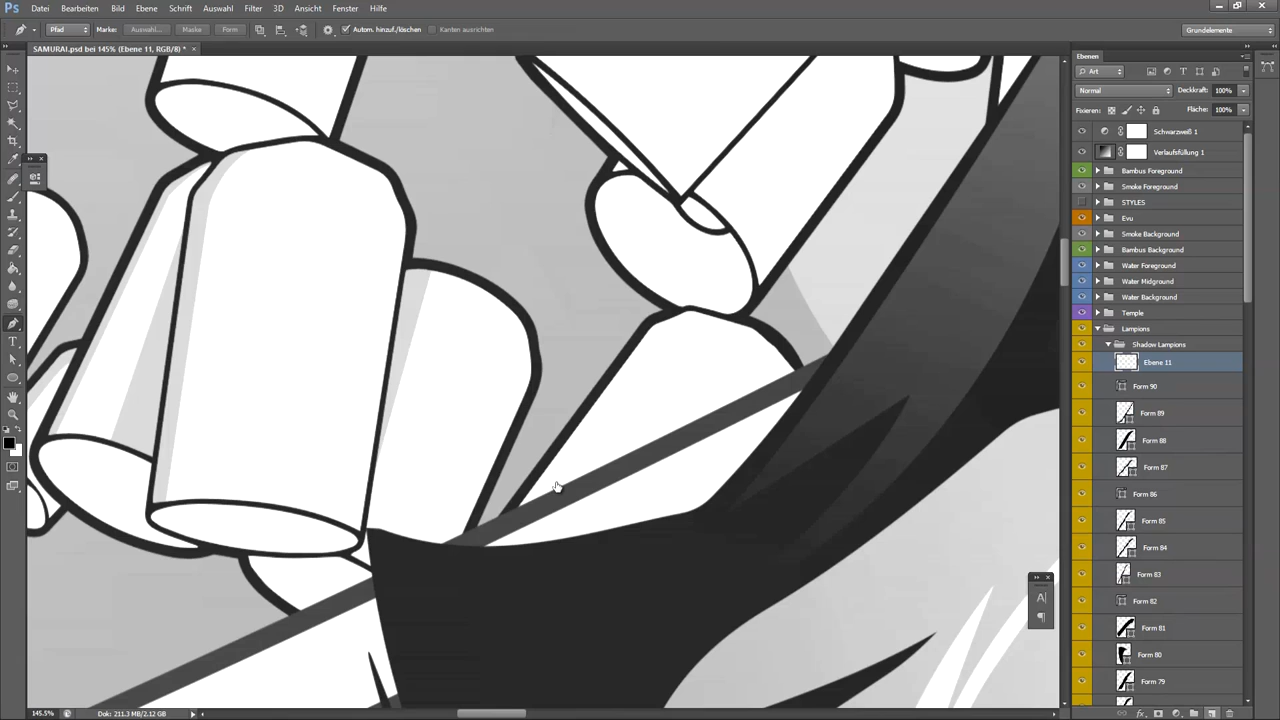 Ps Datei Bearbeiten Bild Ebene Schrift Auswahl Filter 3D Ansicht Fenster Hilfe
Pfad Marke: Auswahl... Maske Form Autom. hinzuf./löschen Kanten ausrichten Grundelemente
SAMURAI.psd bei 145% (Ebene 11, RGB/8) * ×
Ebenen
Art
Normal Deckkraft: 100%
Fixieren: Fläche: 100%
Schwarzweiß 1
Verlaufsfüllung 1
Bambus Foreground
Smoke Foreground
STYLES
Evu
Smoke Background
Bambus Background
Water Foreground
Water Midground
Water Background
Temple
Lampions
Shadow Lampions
Ebene 11
Form 90
Form 89
Form 88
Form 87
Form 86
Form 85
Form 84
Form 83
Form 82
Form 81
Form 80
Form 79
145.5% Dok: 211.3 MB/2.12 GB